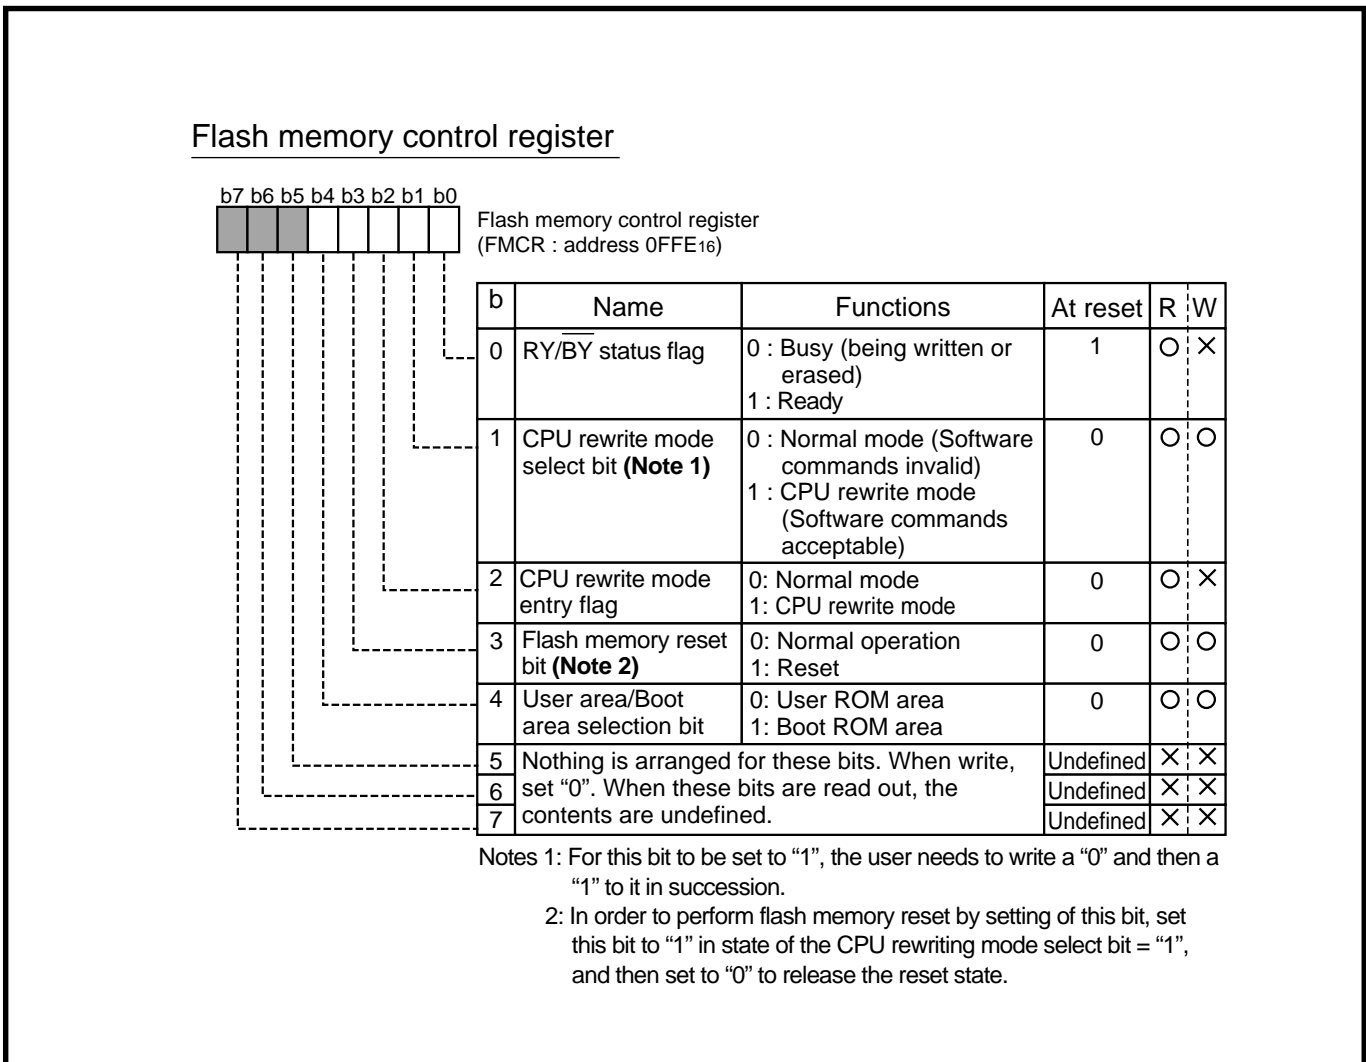 Flash memory control register
b7 b6 b5 b4 b3 b2 b1 b0
Flash memory control register
(FMCR : address 0FFE16)
b Name Functions At reset R W
0 RY/BY status flag 0 : Busy (being written or erased) 1 : Ready 1 O X
1 CPU rewrite mode select bit (Note 1) 0 : Normal mode (Software commands invalid) 1 : CPU rewrite mode (Software commands acceptable) 0 O O
2 CPU rewrite mode entry flag 0: Normal mode 1: CPU rewrite mode 0 O X
3 Flash memory reset bit (Note 2) 0: Normal operation 1: Reset 0 O O
4 User area/Boot area selection bit 0: User ROM area 1: Boot ROM area 0 O O
5 Nothing is arranged for these bits. When write, Undefined X X
6 set “0”. When these bits are read out, the Undefined X X
7 contents are undefined. Undefined X X
Notes 1: For this bit to be set to “1”, the user needs to write a “0” and then a
“1” to it in succession.
2: In order to perform flash memory reset by setting of this bit, set
this bit to “1” in state of the CPU rewriting mode select bit = “1”,
and then set to “0” to release the reset state.